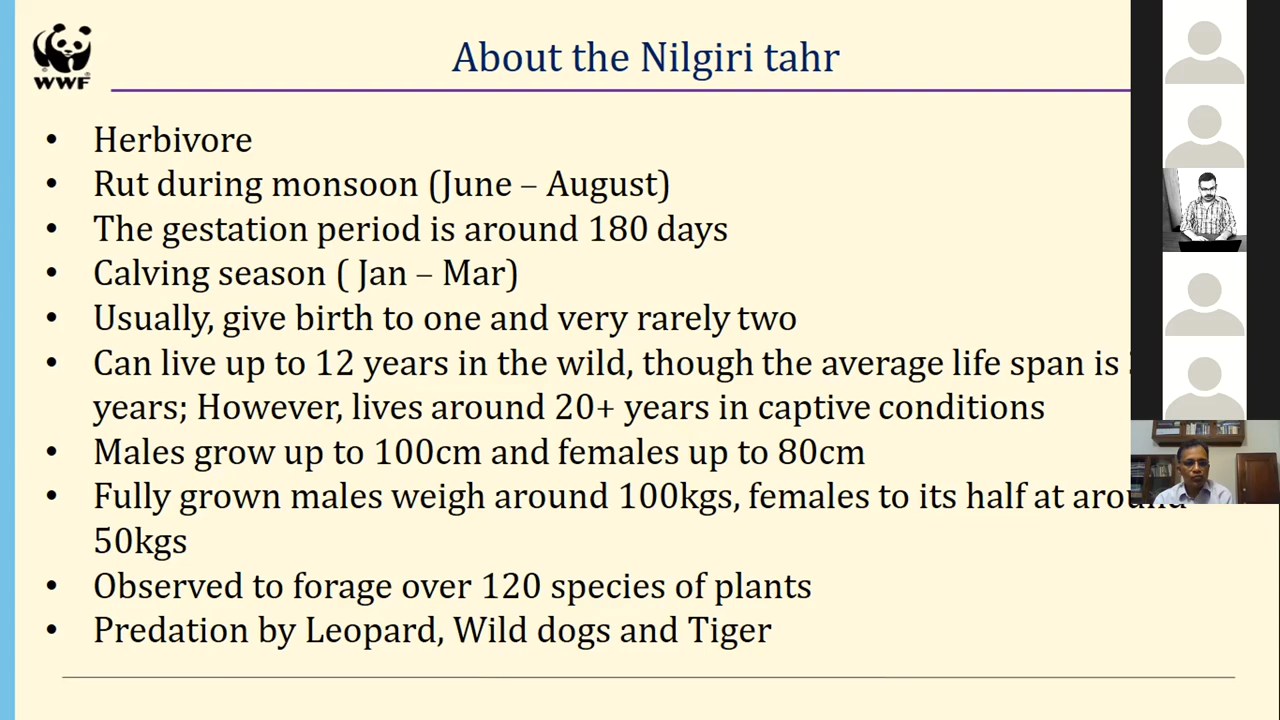 WWF
About the Nilgiri tahr
• Herbivore
• Rut during monsoon (June – August)
• The gestation period is around 180 days
• Calving season ( Jan – Mar)
• Usually, give birth to one and very rarely two
• Can live up to 12 years in the wild, though the average life span is
years; However, lives around 20+ years in captive conditions
• Males grow up to 100cm and females up to 80cm
• Fully grown males weigh around 100kgs, females to its half at around
50kgs
• Observed to forage over 120 species of plants
• Predation by Leopard, Wild dogs and Tiger